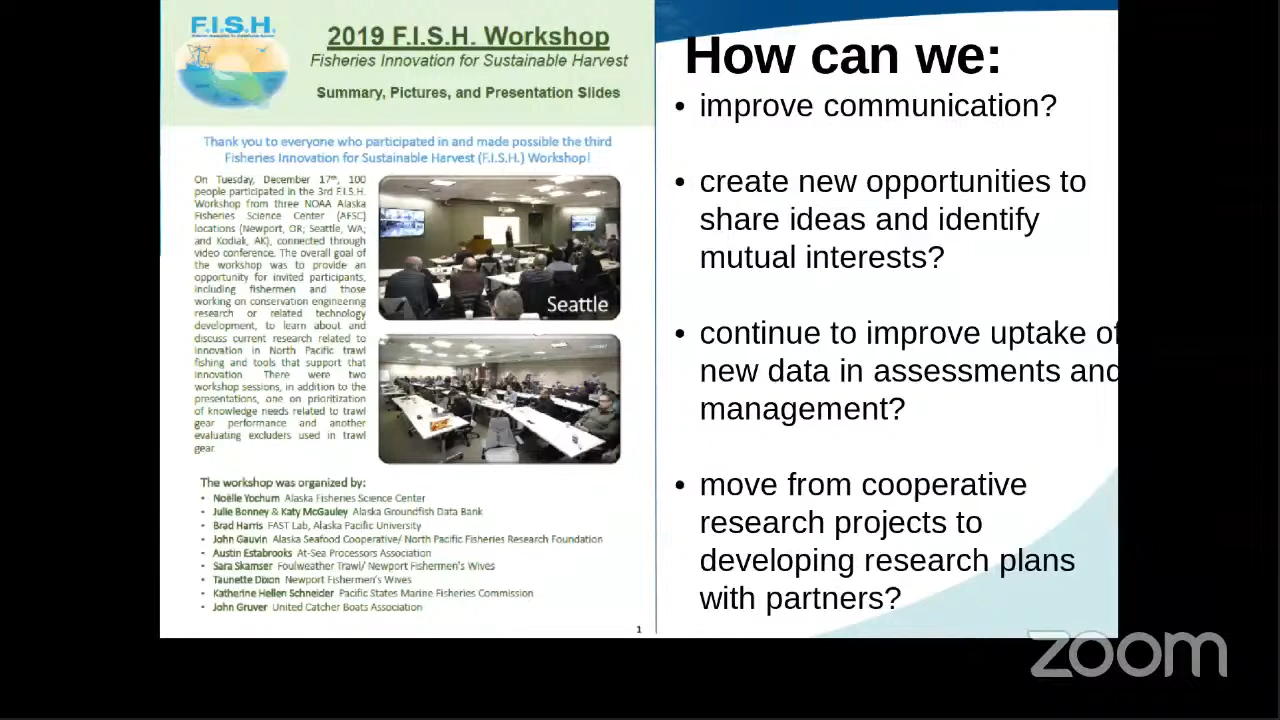 F.I.S.H.
2019 F.I.S.H. Workshop
Fisheries Innovation for Sustainable Harvest
Summary, Pictures, and Presentation Slides
Thank you to everyone who participated in and made possible the third
Fisheries Innovation for Sustainable Harvest (F.I.S.H.) Workshop!
On Tuesday, December 17th, 100
people participated in the 3rd F.I.S.H.
Workshop from three NOAA Alaska
Fisheries Science Center (AFSC)
locations (Newport, OR; Seattle, WA;
and Kodiak, AK), connected through
video conference. The overall goal of
the workshop was to provide an
opportunity for invited participants,
including fishermen and those
working on conservation engineering
research or related technology
development, to learn about and
discuss current research related to
innovation in North Pacific trawl
fishing and tools that support that
innovation There were two
workshop sessions, in addition to the
presentations, one on prioritization
of knowledge needs related to trawl
gear performance and another
evaluating excluders used in trawl
gear
Seattle
The workshop was organized by:
• Noëlle Yochum Alaska Fisheries Science Center
• Julie Bonney & Katy McGauley Alaska Groundfish Data Bank
• Brad Harris FAST Lab, Alaska Pacific University
• John Gauvin Alaska Seafood Cooperative/ North Pacific Fisheries Research Foundation
• Austin Estabrooks At-Sea Processors Association
• Sara Skamser Foulweather Trawl/ Newport Fishermen's Wives
• Taunette Dixon Newport Fishermen's Wives
• Katherine Hellen Schneider Pacific States Marine Fisheries Commission
• John Gruver United Catcher Boats Association
1
How can we:
• improve communication?
• create new opportunities to
share ideas and identify
mutual interests?
• continue to improve uptake of
new data in assessments and
management?
• move from cooperative
research projects to
developing research plans
with partners?
zoom